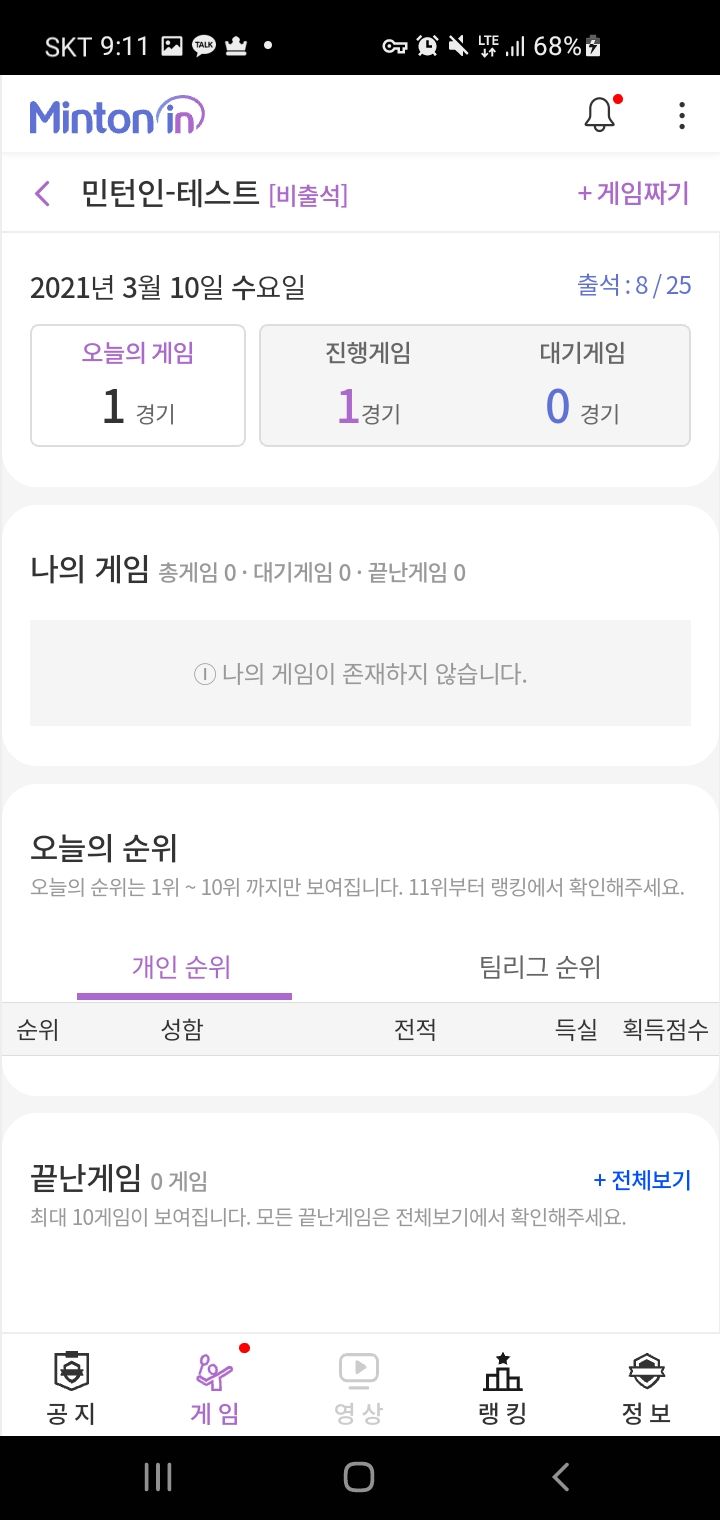 SKT 9:11 TALK LTE 68%
Minton in
민턴인-테스트 [비출석] + 게임짜기
2021년 3월 10일 수요일 출석 : 8 / 25
오늘의 게임 진행게임 대기게임
1 경기 1경기 0 경기
나의 게임 총게임 0 · 대기게임 0 · 끝난게임 0
나의 게임이 존재하지 않습니다.
오늘의 순위
오늘의 순위는 1위 ~ 10위 까지만 보여집니다. 11위부터 랭킹에서 확인해주세요.
개인 순위 팀리그 순위
순위 성함 전적 득실 획득점수
끝난게임 0 게임 + 전체보기
최대 10게임이 보여집니다. 모든 끝난게임은 전체보기에서 확인해주세요.
공지 게임 영상 랭킹 정보